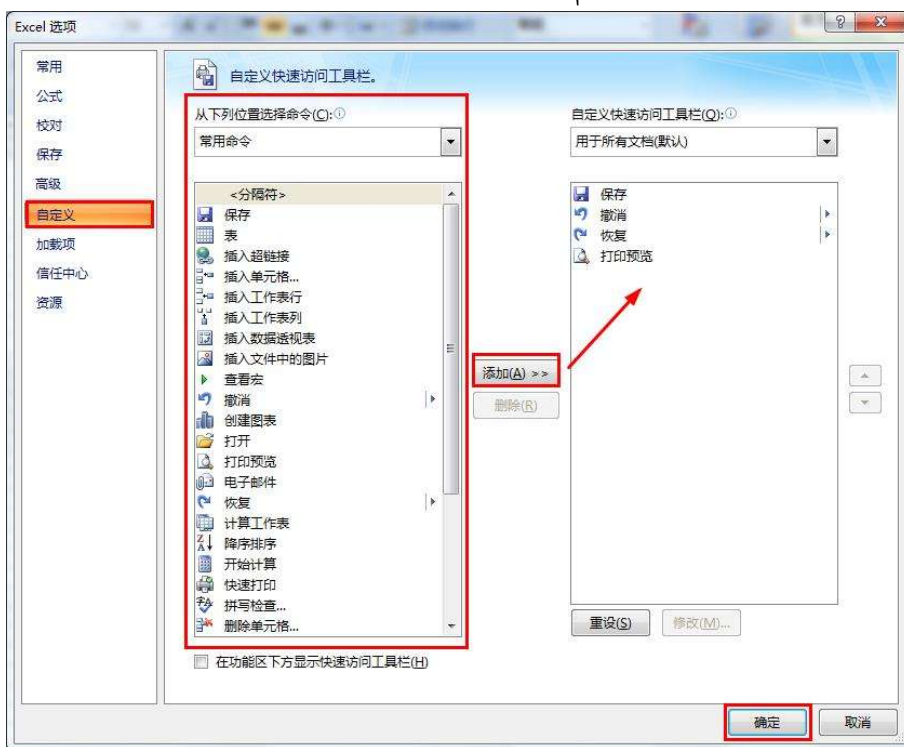 Excel 选项
常用
公式
校对
保存
高级
自定义
加载项
信任中心
资源
自定义快速访问工具栏。
从下列位置选择命令(C):
常用命令
<分隔符>
保存
表
插入超链接
插入单元格...
插入工作表行
插入工作表列
插入数据透视表
插入文件中的图片
查看宏
撤消
创建图表
打开
打印预览
电子邮件
恢复
计算工作表
降序排序
开始计算
快速打印
拼写检查...
删除单元格...
在功能区下方显示快速访问工具栏(H)
添加(A) >>
删除(R)
自定义快速访问工具栏(Q):
用于所有文档(默认)
保存
撤消
恢复
打印预览
重设(S)
修改(M)...
确定
取消